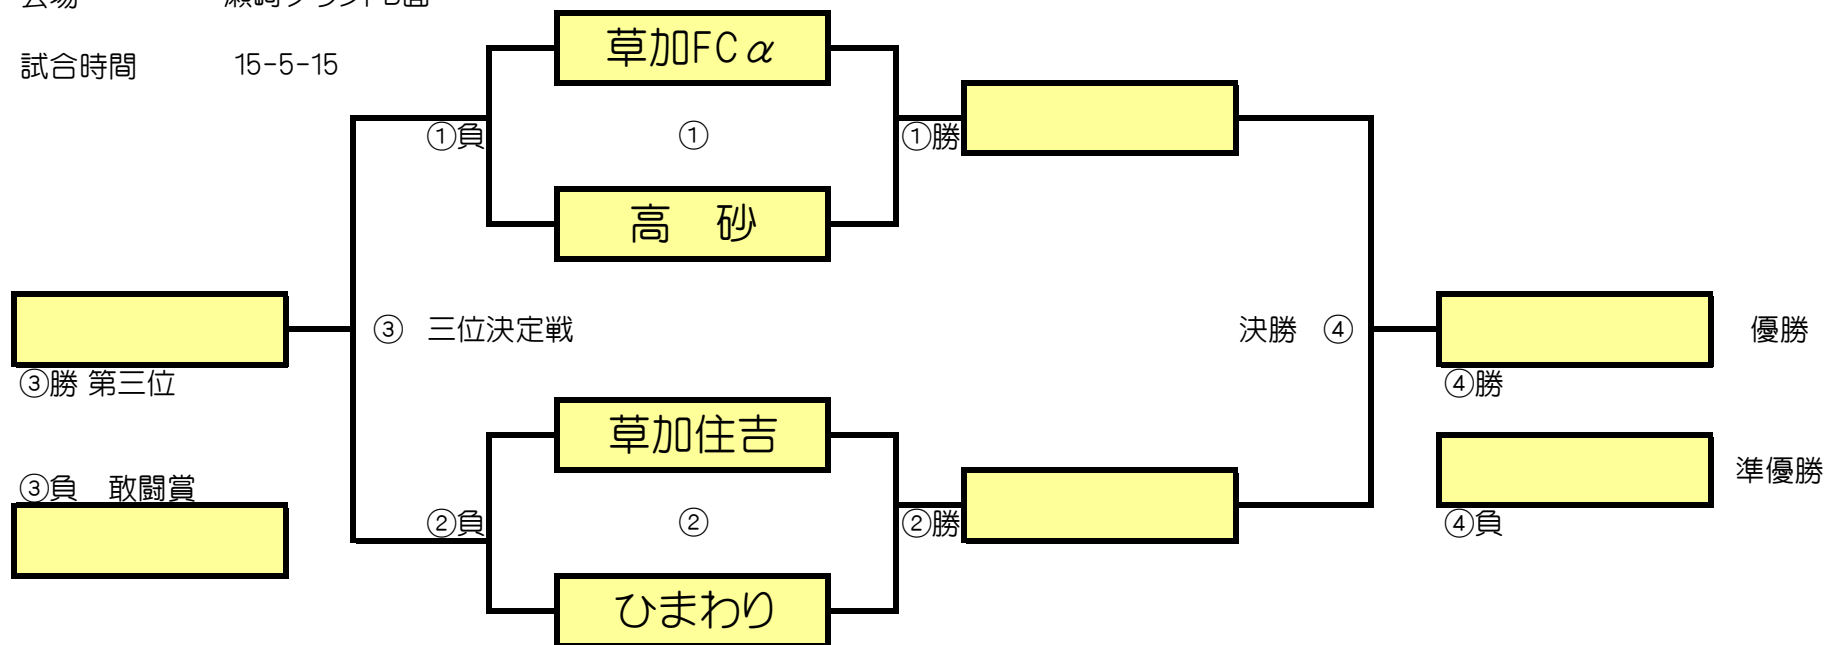 試合時間 15-5-15
草加FCα
①負 ① ①勝
高 砂
③ 三位決定戦 決勝 ④ 優勝
③勝 第三位 ④勝
草加住吉
準優勝
③負 敢闘賞
②負 ② ②勝 ④負
ひまわり